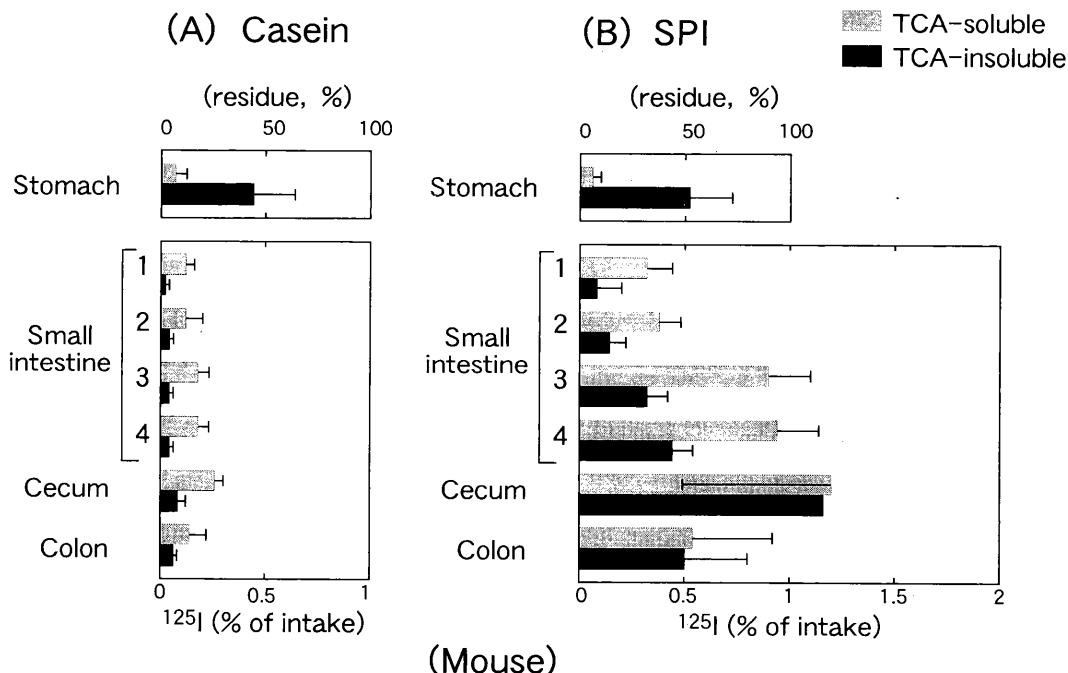 (A) Casein
(B) SPI
TCA-soluble
TCA-insoluble
(residue, %)
0 50 100
(residue, %)
0 50 100
Stomach
Stomach
Small intestine
1
2
3
4
Small intestine
1
2
3
4
Cecum
Cecum
Colon
Colon
0 0.5 1
0 0.5 1 1.5 2
125I (% of intake)
125I (% of intake)
(Mouse)